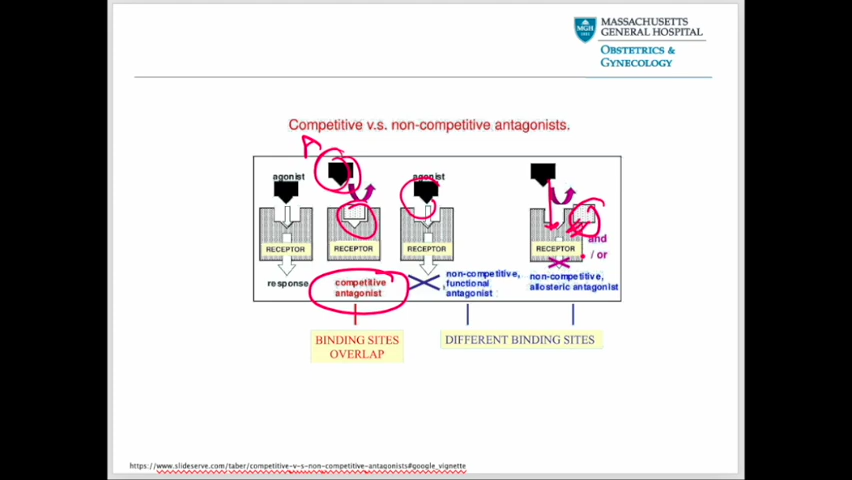 MASSACHUSETTS
GENERAL HOSPITAL
MGH
1811
OBSTETRICS &
GYNECOLOGY
Competitive v.s. non-competitive antagonists.
A
agonist
agonist
RECEPTOR
RECEPTOR
RECEPTOR
RECEPTOR
and
/ or
response
competitive
antagonist
non-competitive,
functional
antagonist
non-competitive,
allosteric antagonist
BINDING SITES
OVERLAP
DIFFERENT BINDING SITES
https://www.slideserve.com/taber/competitive-v-s-non-competitive-antagonists#google_vignette